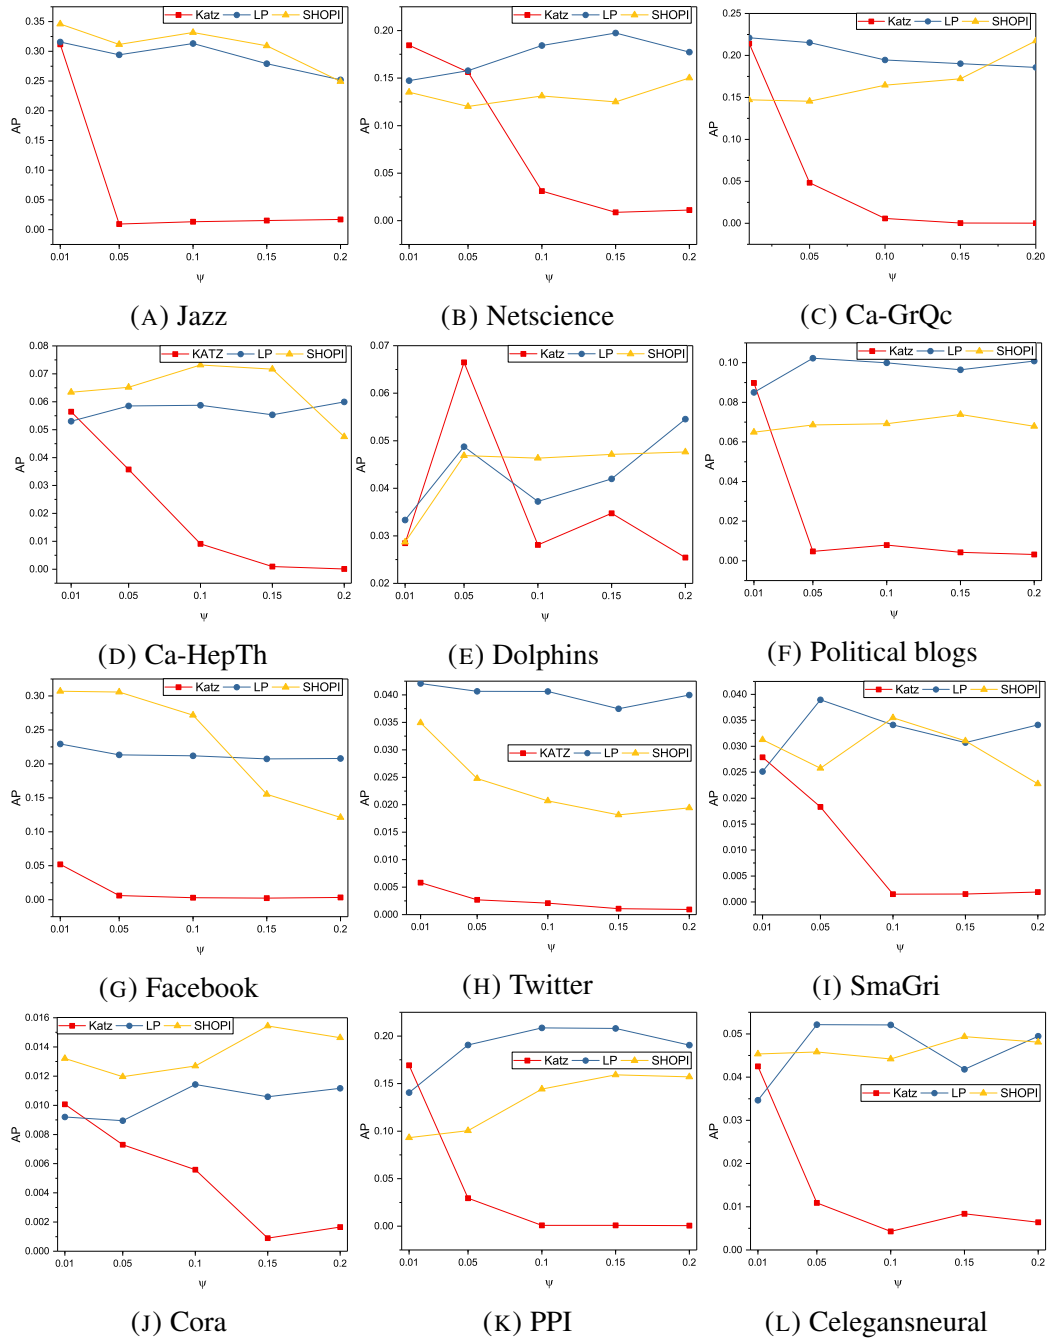 Katz LP SHOPI
0.35
0.30
0.25
0.20
0.15
0.10
0.05
0.00
AP
0.01 0.05 0.1 0.15 0.2
ψ
(A) Jazz
Katz LP SHOPI
0.20
0.15
0.10
0.05
0.00
AP
0.01 0.05 0.1 0.15 0.2
ψ
(B) Netscience
Katz LP SHOPI
0.25
0.20
0.15
0.10
0.05
0.00
AP
0.05 0.10 0.15 0.20
ψ
(C) Ca-GrQc
KATZ LP SHOPI
0.08
0.07
0.06
0.05
0.04
0.03
0.02
0.01
0.00
AP
0.01 0.05 0.1 0.15 0.2
ψ
(D) Ca-HepTh
Katz LP SHOPI
0.07
0.06
0.05
0.04
0.03
0.02
AP
0.01 0.05 0.1 0.15 0.2
ψ
(E) Dolphins
Katz LP SHOPI
0.10
0.08
0.06
0.04
0.02
0.00
AP
0.01 0.05 0.1 0.15 0.2
ψ
(F) Political blogs
Katz LP SHOPI
0.30
0.25
0.20
0.15
0.10
0.05
0.00
AP
0.01 0.05 0.1 0.15 0.2
ψ
(G) Facebook
KATZ LP SHOPI
0.040
0.035
0.030
0.025
0.020
0.015
0.010
0.005
0.000
AP
0.01 0.05 0.1 0.15 0.2
ψ
(H) Twitter
Katz LP SHOPI
0.040
0.035
0.030
0.025
0.020
0.015
0.010
0.005
0.000
AP
0.01 0.05 0.1 0.15 0.2
ψ
(I) SmaGri
Katz LP SHOPI
0.016
0.014
0.012
0.010
0.008
0.006
0.004
0.002
0.000
AP
0.01 0.05 0.1 0.15 0.2
ψ
(J) Cora
Katz LP SHOPI
0.20
0.15
0.10
0.05
0.00
AP
0.01 0.05 0.1 0.15 0.2
ψ
(K) PPI
Katz LP SHOPI
0.05
0.04
0.03
0.02
0.01
0.00
AP
0.01 0.05 0.1 0.15 0.2
ψ
(L) Celegansneural